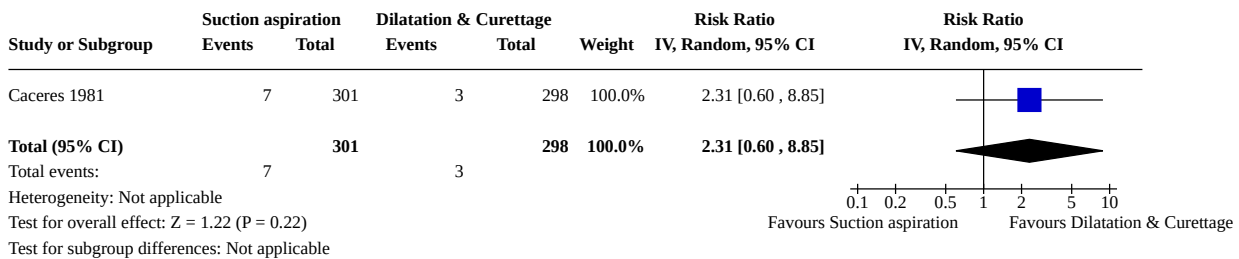 Suction aspiration Dilatation & Curettage Risk Ratio Risk Ratio
Study or Subgroup Events Total Events Total Weight IV, Random, 95% CI IV, Random, 95% CI
Caceres 1981 7 301 3 298 100.0% 2.31 [0.60 , 8.85]
Total (95% CI) 301 298 100.0% 2.31 [0.60 , 8.85]
Total events: 7 3
Heterogeneity: Not applicable
0.1 0.2 0.5 1 2 5 10
Test for overall effect: Z = 1.22 (P = 0.22) Favours Suction aspiration Favours Dilatation & Curettage
Test for subgroup differences: Not applicable